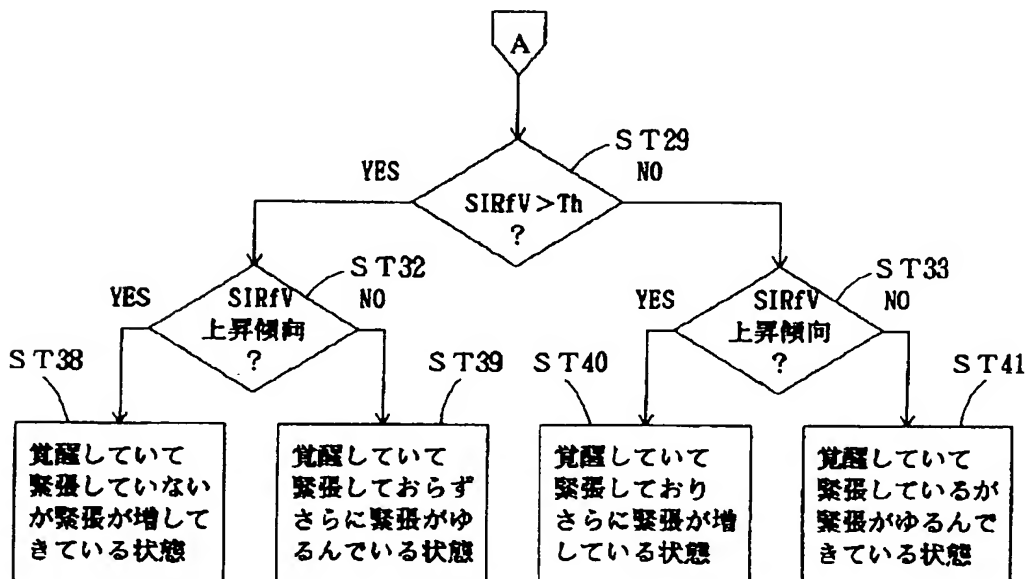 A
ST29
YES
NO
SIRfV>Th
?
ST32
ST33
YES
SIRfV
NO
YES
SIRfV
NO
上昇傾向
上昇傾向
?
?
ST38
ST39
ST40
ST41
覚醒していて
緊張していない
が緊張が増して
きている状態
覚醒していて
緊張しておらず
さらに緊張がゆ
るんでいる状態
覚醒していて
緊張しており
さらに緊張が増
している状態
覚醒していて
緊張しているが
緊張がゆるんで
きている状態